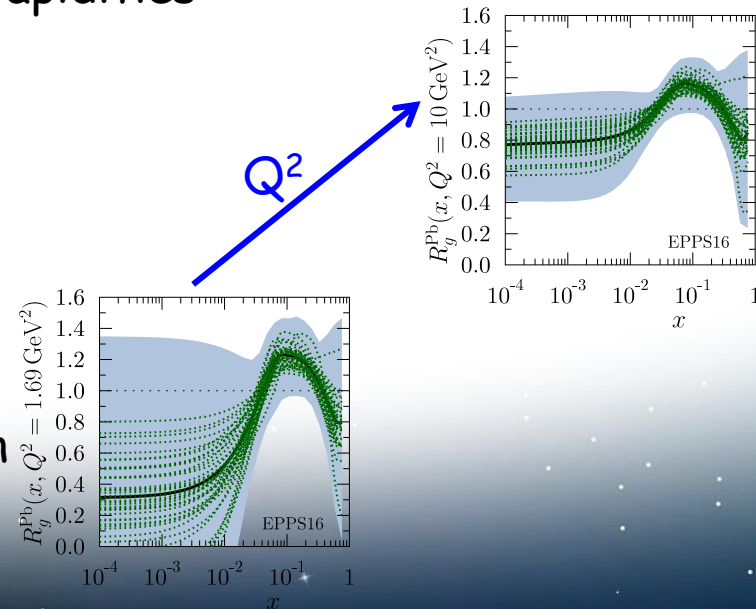 Q²
R_g^Pb(x, Q² = 10 GeV²)
1.6
1.4
1.2
1.0
0.8
0.6
0.4
0.2
0.0
EPPS16
10⁻⁴ 10⁻³ 10⁻² 10⁻¹ 1
x
R_g^Pb(x, Q² = 1.69 GeV²)
1.6
1.4
1.2
1.0
0.8
0.6
0.4
0.2
0.0
EPPS16
10⁻⁴ 10⁻³ 10⁻² 10⁻¹ 1
x